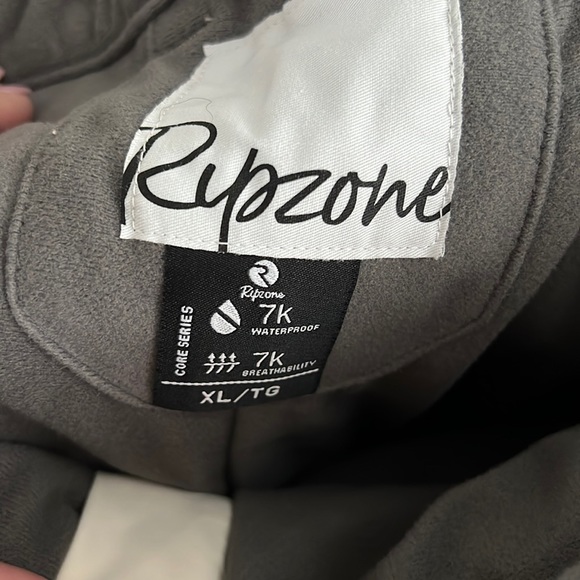 Ripzone
Ripzone
CORE SERIES
7K
WATERPROOF
7K
BREATHABILITY
XL/TG